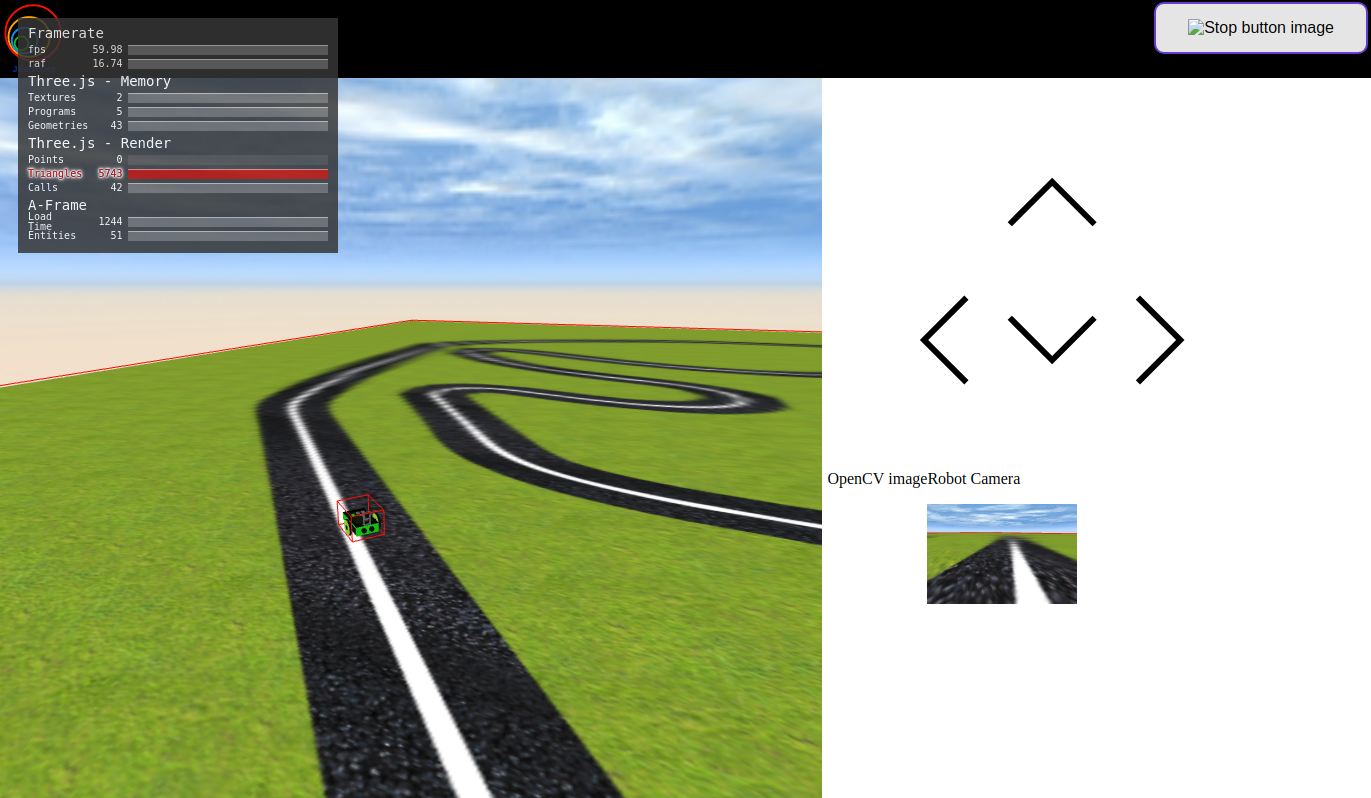 Framerate
fps 59.98
raf 16.74
Three.js - Memory
Textures 2
Programs 5
Geometries 43
Three.js - Render
Points 0
Triangles 5743
Calls 42
A-Frame
Load Time 1244
Entities 51
Stop button image
OpenCV imageRobot Camera